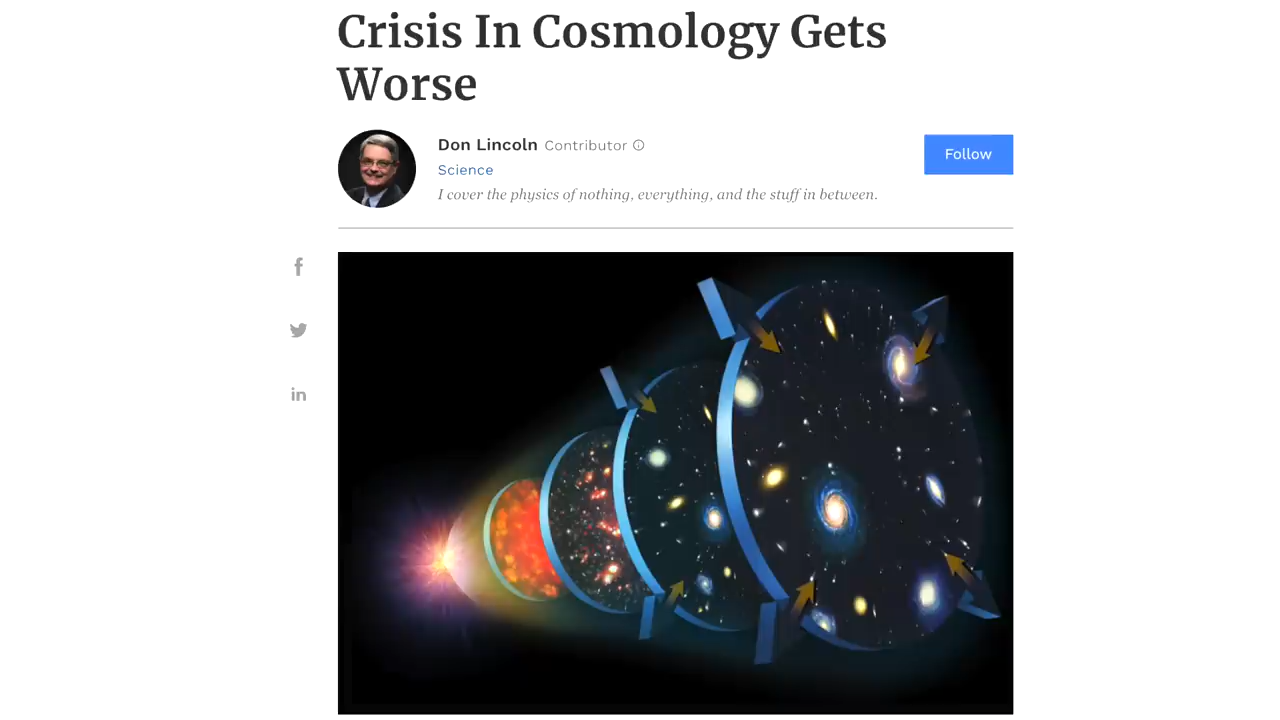 Crisis In Cosmology Gets
Worse
Don Lincoln Contributor
Science
Follow
I cover the physics of nothing, everything, and the stuff in between.
f
in